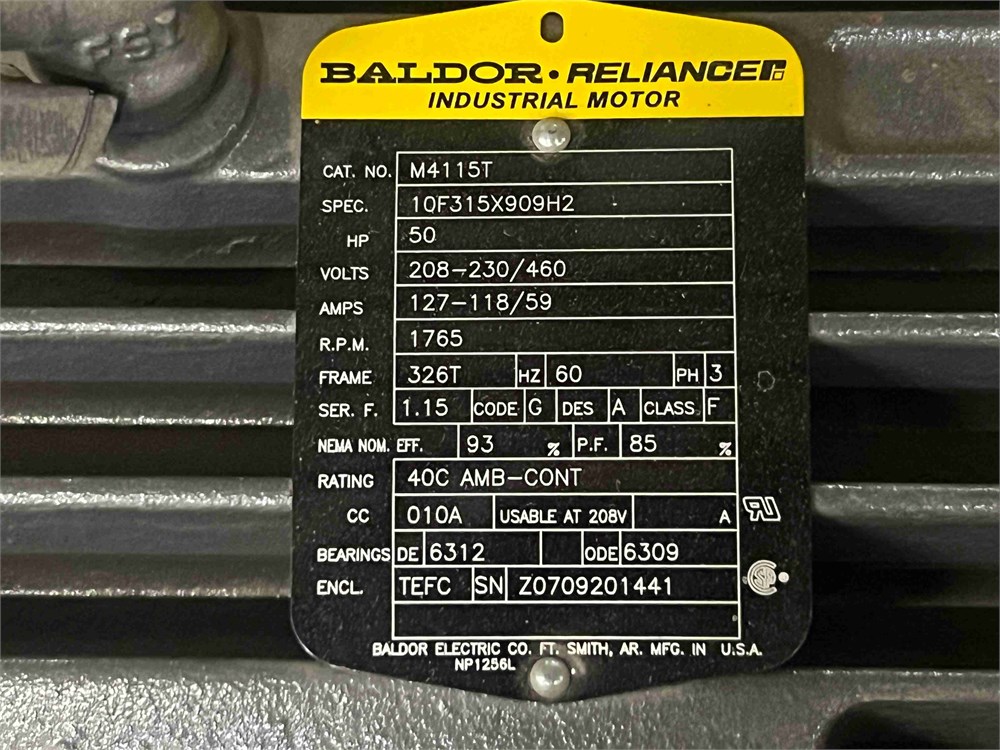 FSL
BALDOR • RELIANCE
INDUSTRIAL MOTOR
CAT. NO. M4115T
SPEC. 10F315X909H2
HP 50
VOLTS 208-230/460
AMPS 127-118/59
R.P.M. 1765
FRAME 326T HZ 60 PH 3
SER. F. 1.15 CODE G DES A CLASS F
NEMA NOM. EFF. 93 % P.F. 85 %
RATING 40C AMB-CONT
CC 010A USABLE AT 208V A
BEARINGS DE 6312 ODE 6309
ENCL. TEFC SN Z0709201441
BALDOR ELECTRIC CO. FT. SMITH, AR. MFG. IN U.S.A.
NP1256L